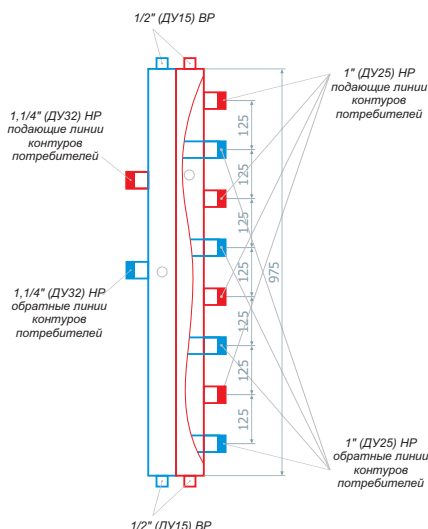 1/2" (ДУ15) ВР
1" (ДУ25) НР
подающие линии
контуров
потребителей
1,1/4" (ДУ32) НР
подающие линии
контуров
потребителей
125
125
125
125
125
125
125
975
1,1/4" (ДУ32) НР
обратные линии
контуров
потребителей
1" (ДУ25) НР
обратные линии
контуров
потребителей
1/2" (ДУ15) ВР